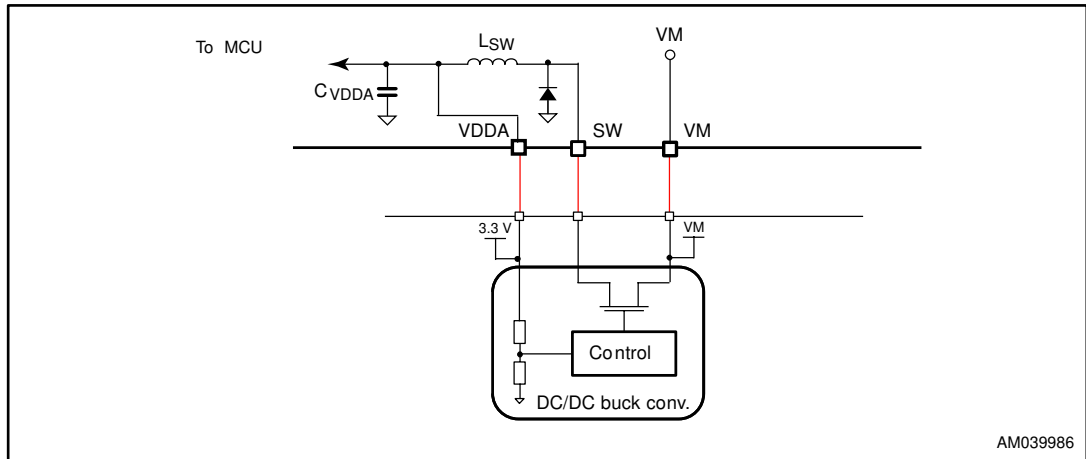 To MCU
LSW
VM
CVDDA
VDDA
SW
VM
3.3 V
VM
Control
DC/DC buck conv.
AM039986